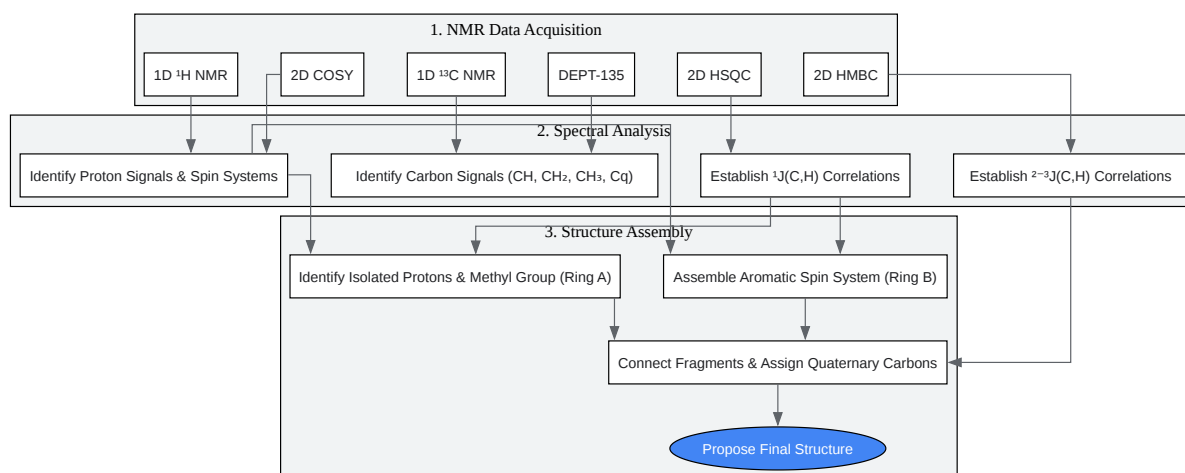 1. NMR Data Acquisition
1D ¹H NMR
2D COSY
1D ¹³C NMR
DEPT-135
2D HSQC
2D HMBC
2. Spectral Analysis
Identify Proton Signals & Spin Systems
Identify Carbon Signals (CH, CH₂, CH₃, Cq)
Establish ¹J(C,H) Correlations
Establish ²⁻³J(C,H) Correlations
3. Structure Assembly
Identify Isolated Protons & Methyl Group (Ring A)
Assemble Aromatic Spin System (Ring B)
Connect Fragments & Assign Quaternary Carbons
Propose Final Structure